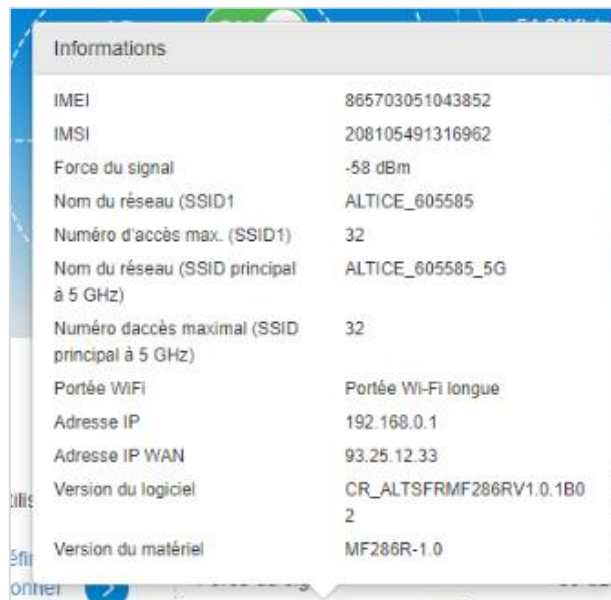 Informations
IMEI 865703051043852
IMSI 208105491316962
Force du signal -58 dBm
Nom du réseau (SSID1 ALTICE_605585
Numéro d'accès max. (SSID1) 32
Nom du réseau (SSID principal ALTICE_605585_5G
à 5 GHz)
Numéro daccès maximal (SSID 32
principal à 5 GHz)
Portée WiFi Portée Wi-Fi longue
Adresse IP 192.168.0.1
Adresse IP WAN 93.25.12.33
Version du logiciel CR_ALTSFRMF286RV1.0.1B0
2
Version du matériel MF286R-1.0